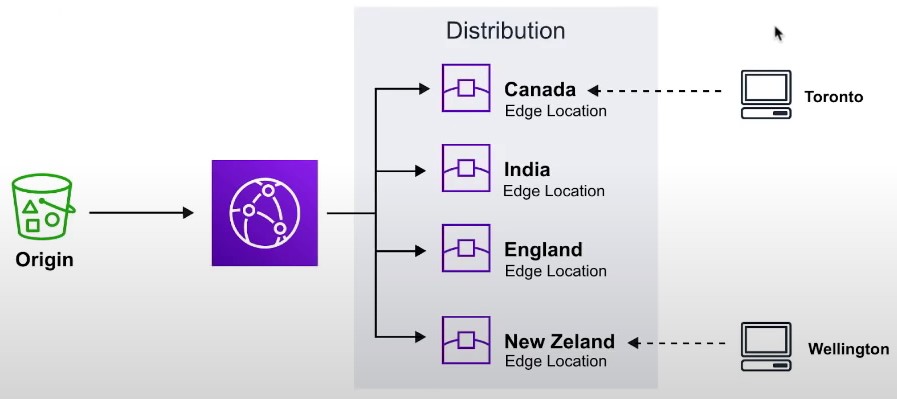 Distribution
Canada
Edge Location
Toronto
India
Edge Location
Origin
England
Edge Location
New Zeland
Edge Location
Wellington